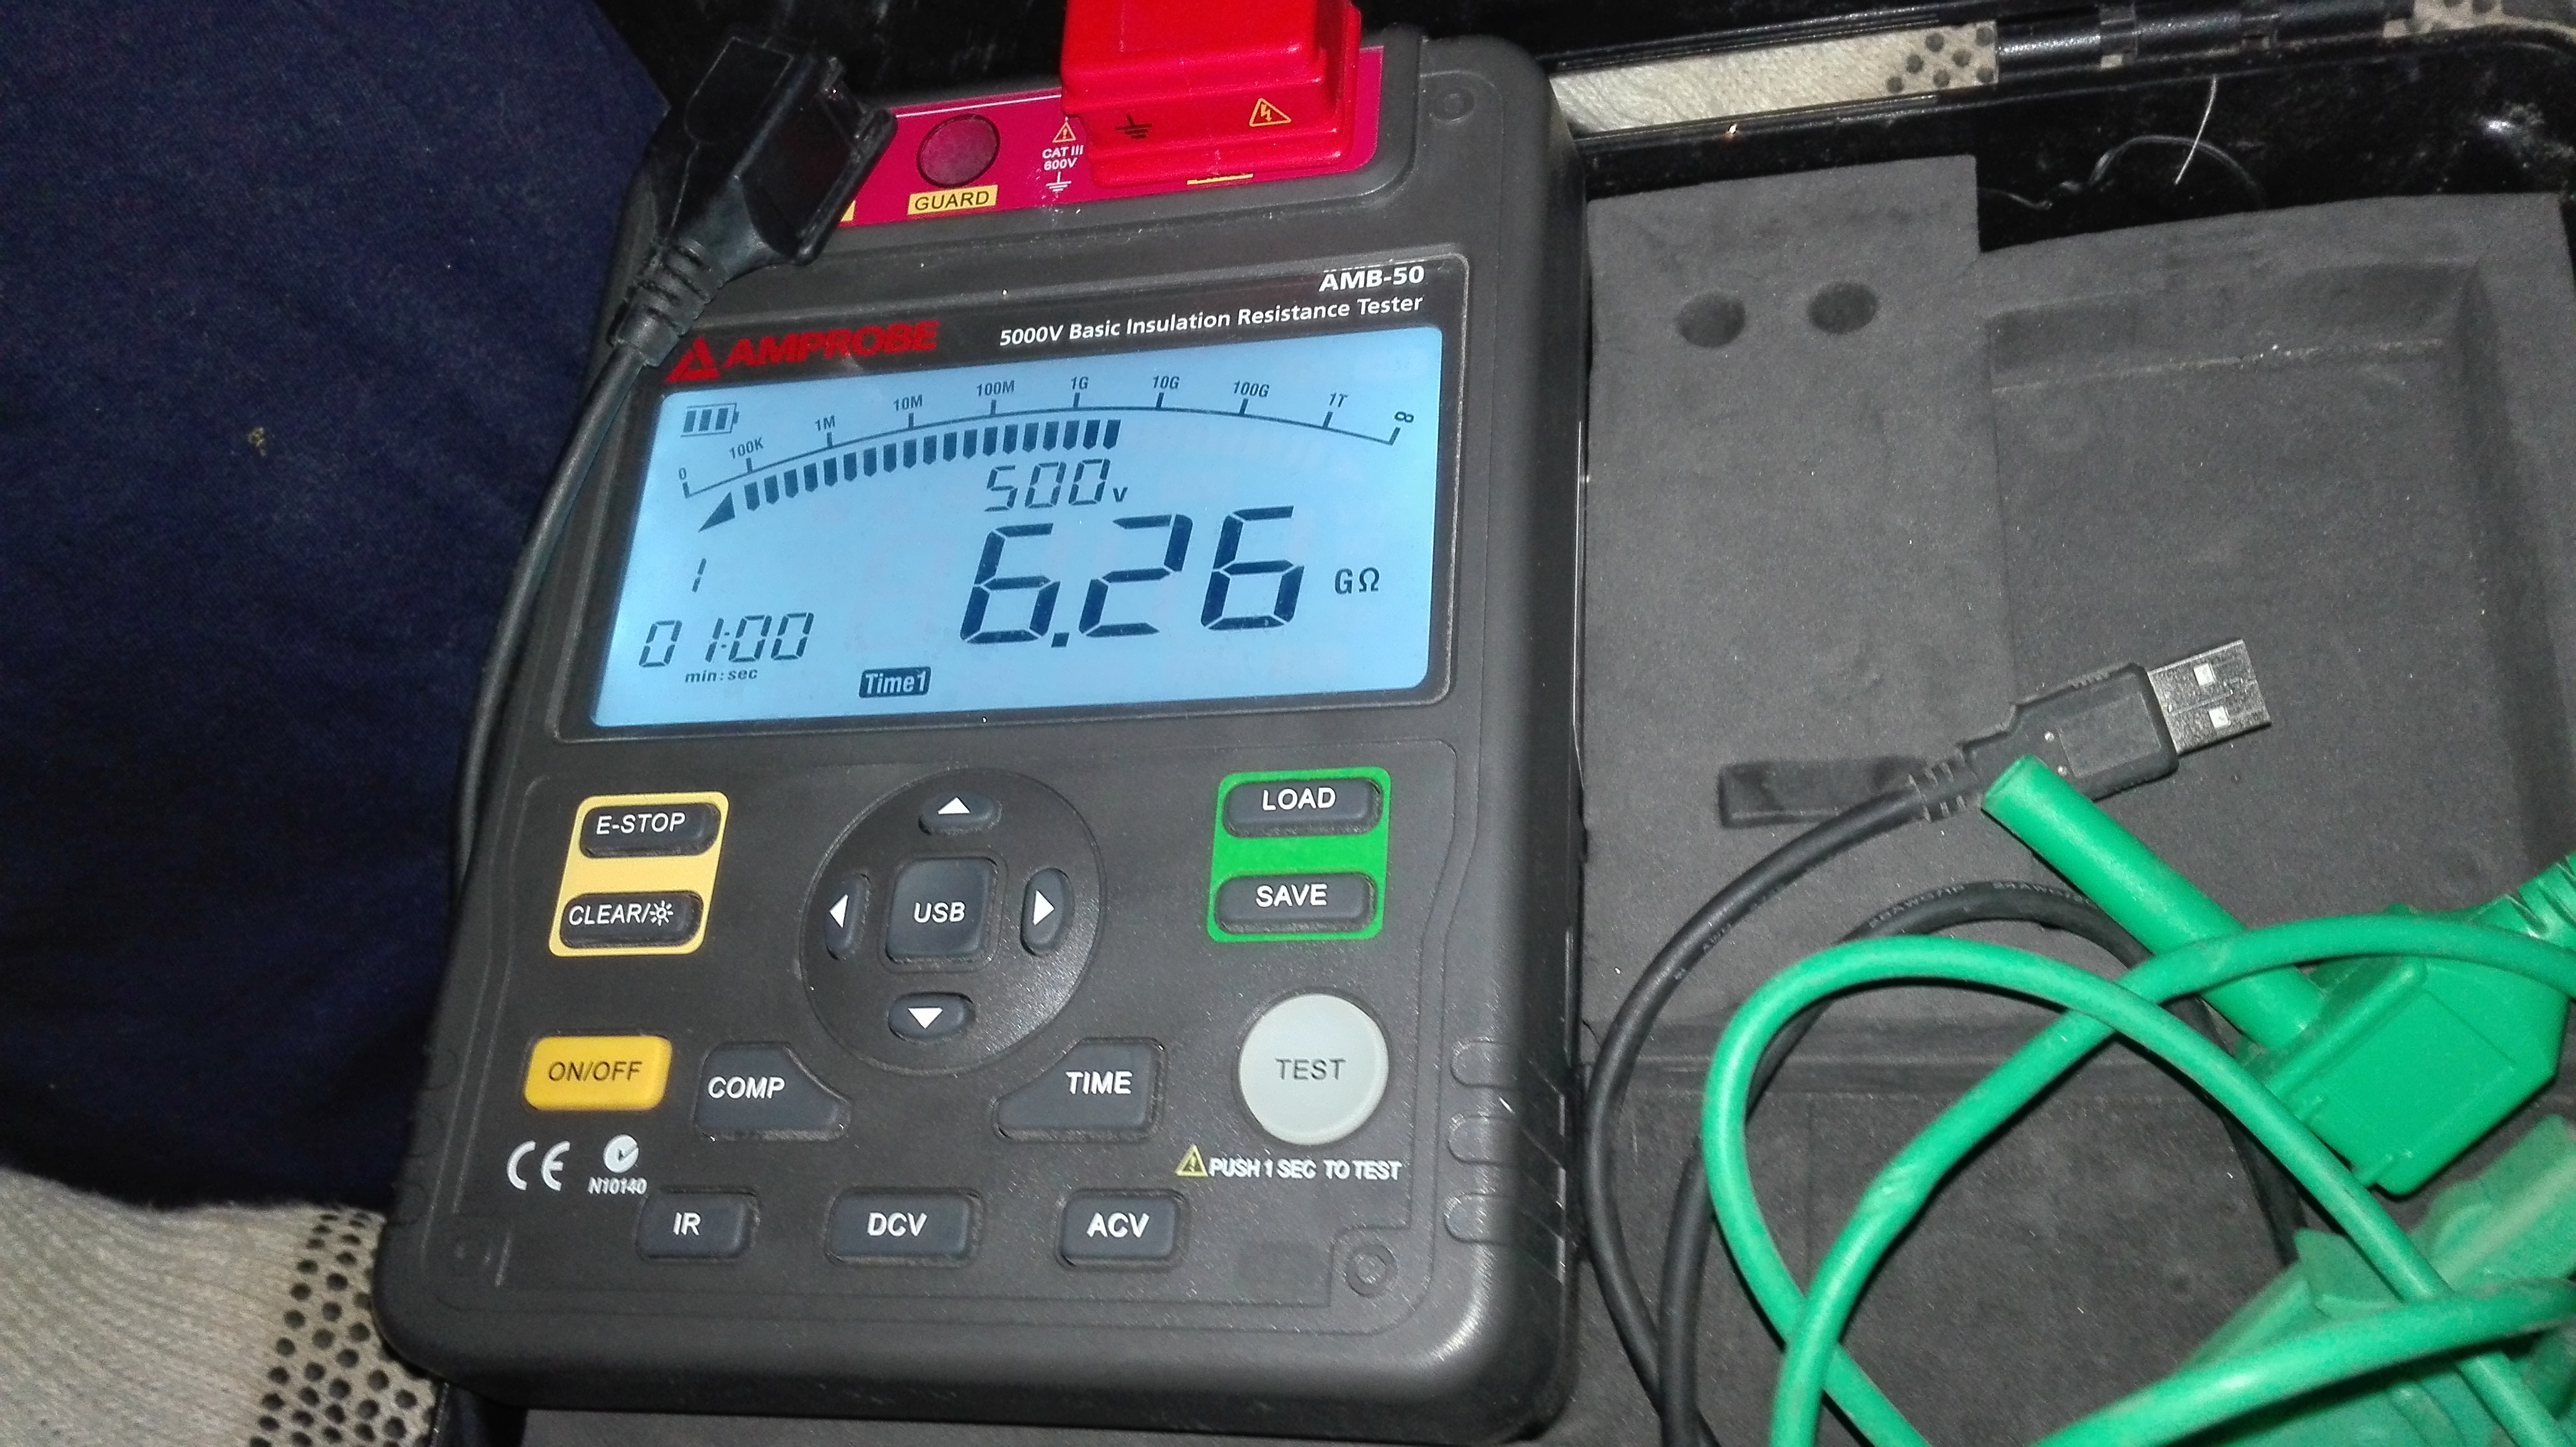 CAT III
600V
GUARD
AMB-50
AMPROBE
5000V Basic Insulation Resistance Tester
0 100K 1M 10M 100M 1G 10G 100G 1T ∞
500v
1
6.26 GΩ
01:00
min:sec
Time1
E-STOP
LOAD
CLEAR/
USB
SAVE
ON/OFF
COMP
TIME
TEST
CE
N10140
PUSH 1 SEC TO TEST
IR
DCV
ACV